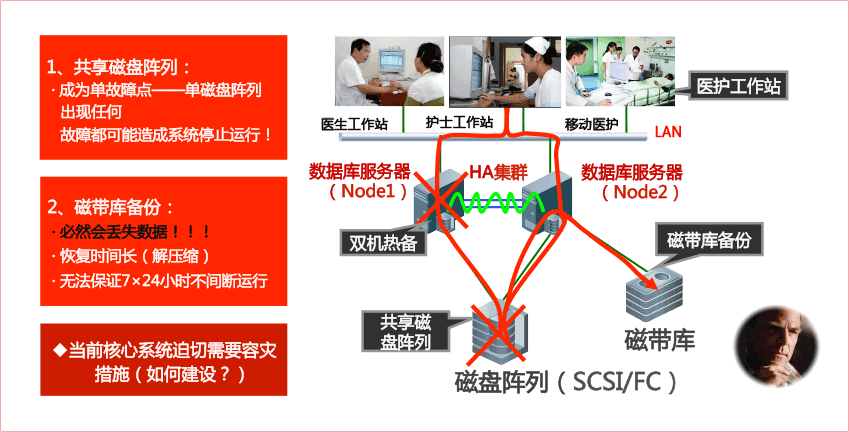 1、共享磁盘阵列：
· 成为单故障点——单磁盘阵列
出现任何
故障都可能造成系统停止运行！
2、磁带库备份：
· 必然会丢失数据！！！
· 恢复时间长（解压缩）
· 无法保证7×24小时不间断运行
◆当前核心系统迫切需要容灾
措施（如何建设？）
医护工作站
医生工作站
护士工作站
移动医护
LAN
数据库服务器
（Node1）
HA集群
数据库服务器
（Node2）
双机热备
磁带库备份
共享磁
盘阵列
磁带库
磁盘阵列（SCSI/FC）